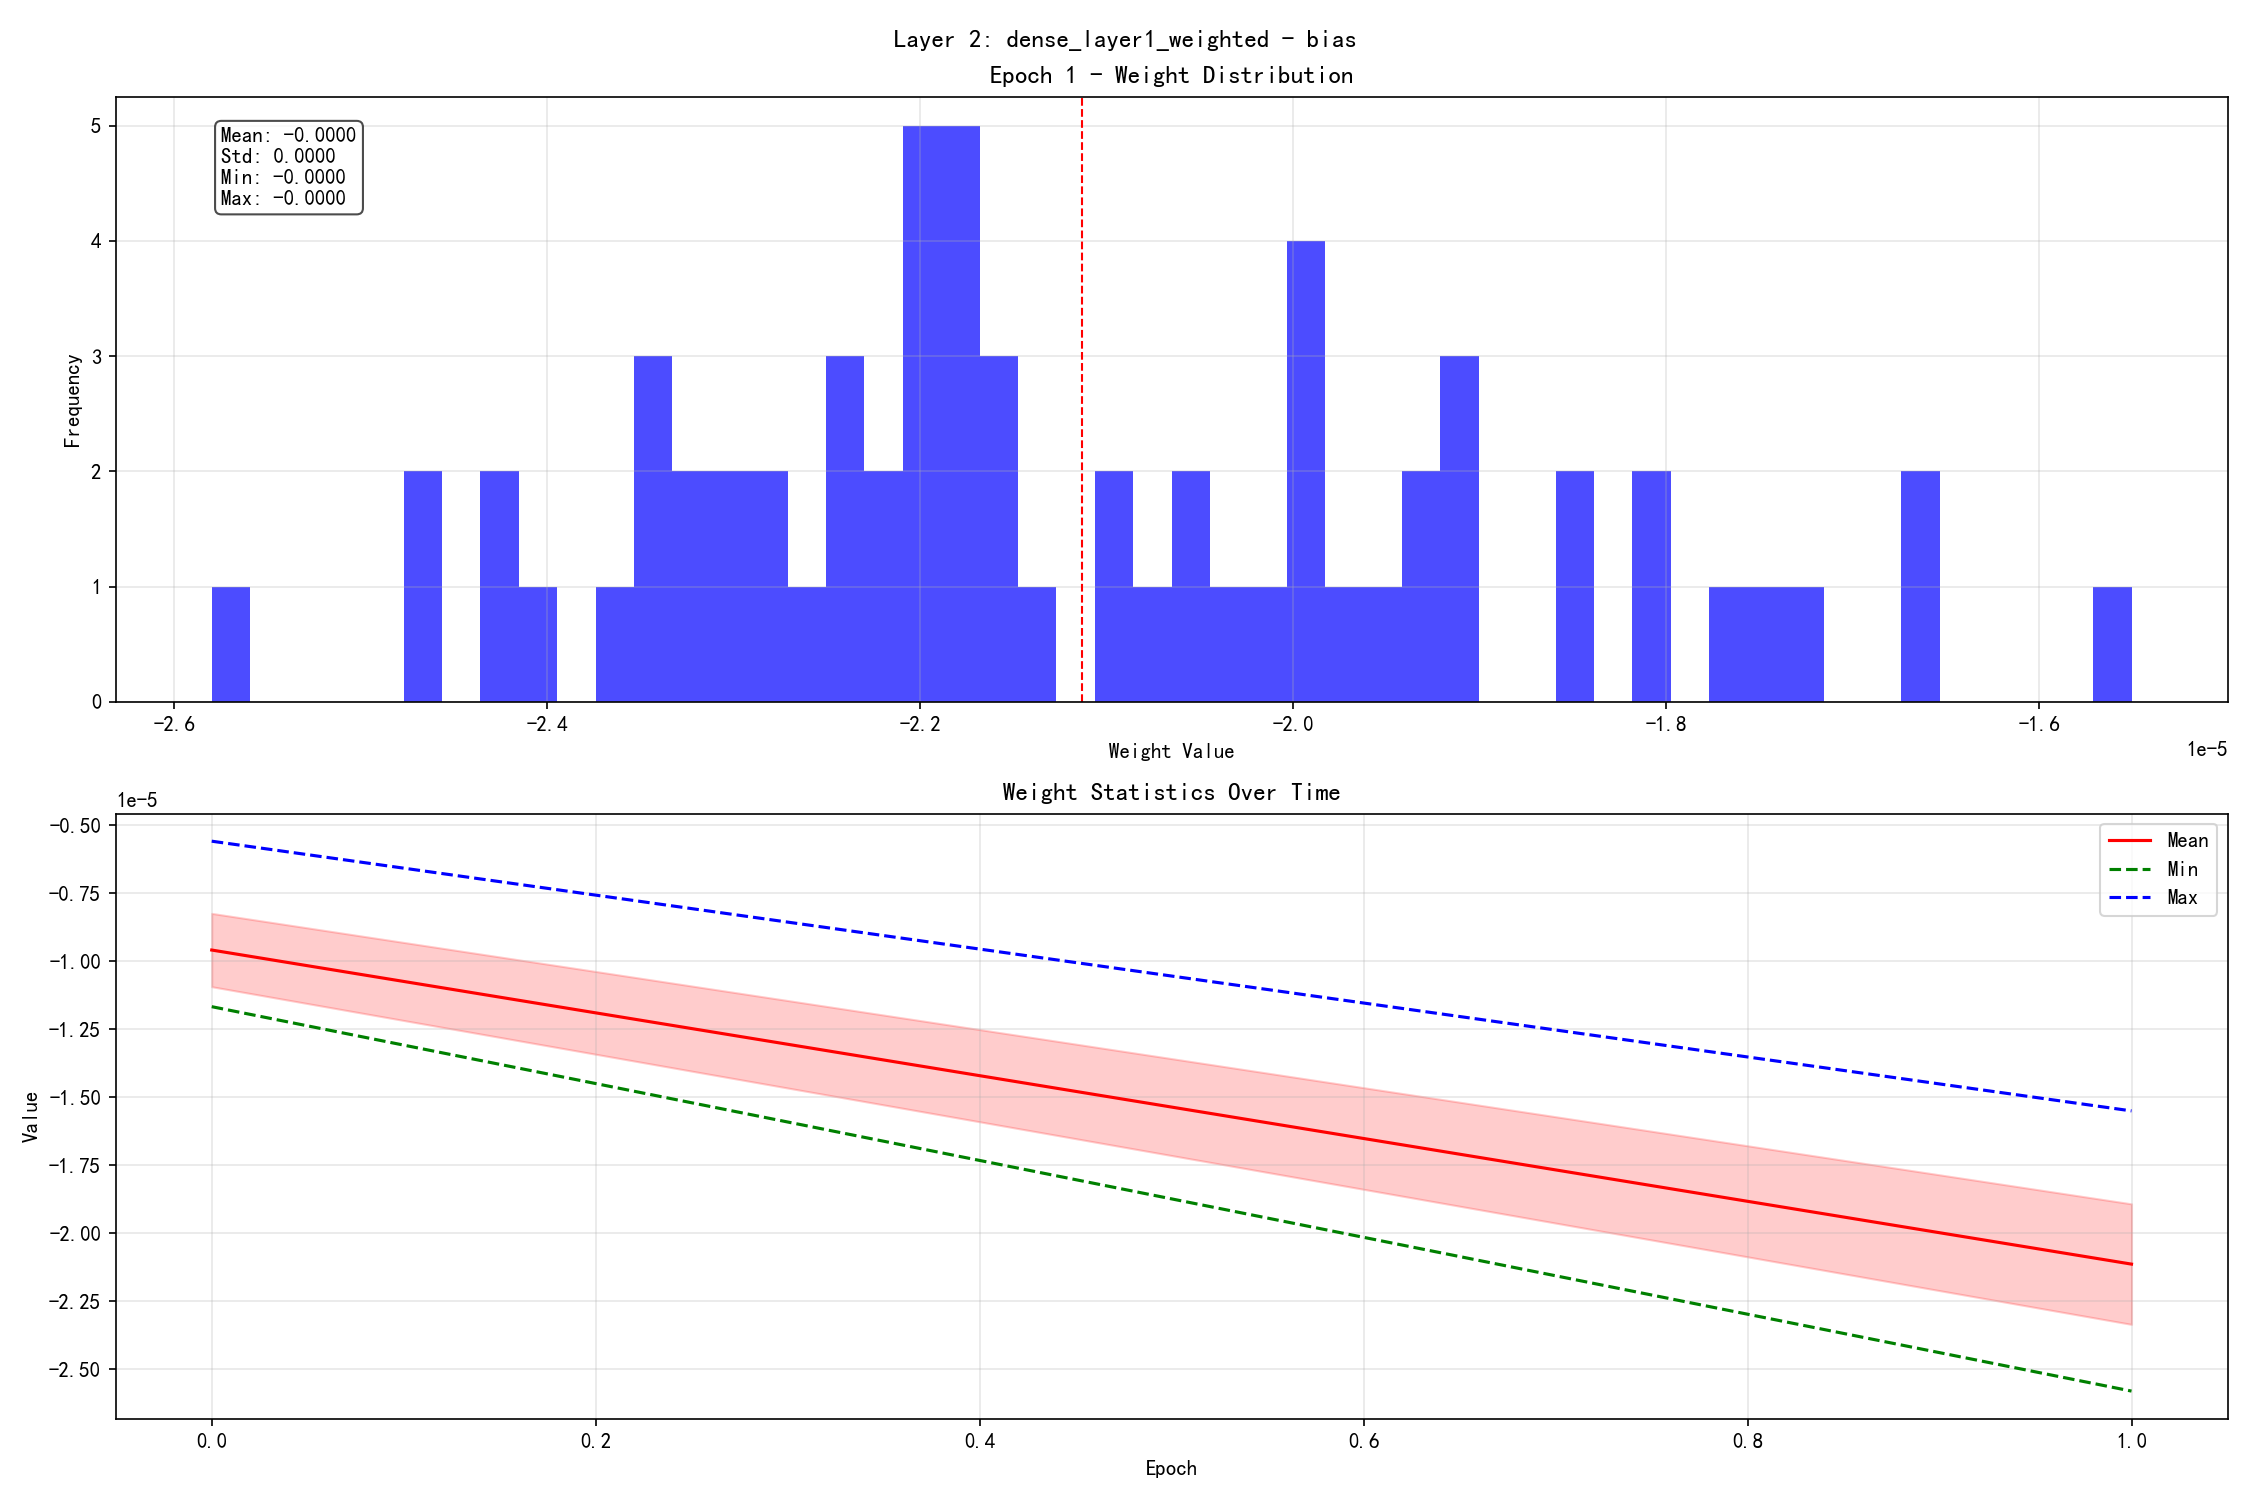 Layer 2: dense_layer1_weighted - bias
Epoch 1 - Weight Distribution
Mean: -0.0000
Std: 0.0000
Min: -0.0000
Max: -0.0000
5
4
3
2
1
0
Frequency
-2.6 -2.4 -2.2 -2.0 -1.8 -1.6
1e-5
Weight Value
Weight Statistics Over Time
1e-5
Mean
Min
Max
-0.50
-0.75
-1.00
-1.25
-1.50
-1.75
-2.00
-2.25
-2.50
Value
0.0 0.2 0.4 0.6 0.8 1.0
Epoch